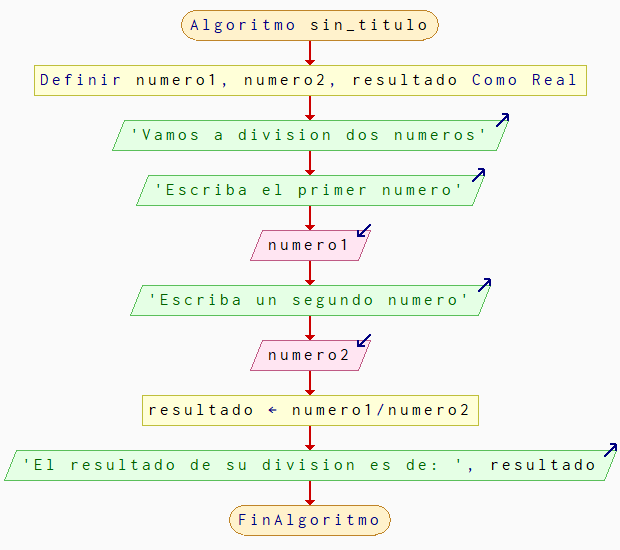 Algoritmo sin_titulo
Definir numero1, numero2, resultado Como Real
'Vamos a division dos numeros'
'Escriba el primer numero'
numero1
'Escriba un segundo numero'
numero2
resultado ← numero1/numero2
'El resultado de su division es de: ', resultado
FinAlgoritmo